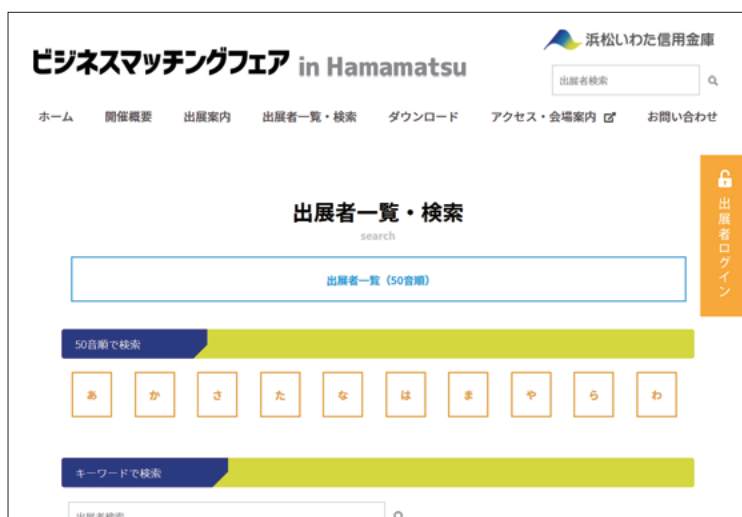 浜松いわた信用金庫
ビジネスマッチングフェア in Hamamatsu
出展者検索
ホーム 開催概要 出展案内 出展者一覧・検索 ダウンロード アクセス・会場案内 お問い合わせ
出展者ログイン
出展者一覧・検索
search
出展者一覧（50音順）
50音順で検索
あ か さ た な は ま や ら わ
キーワードで検索
出展者検索